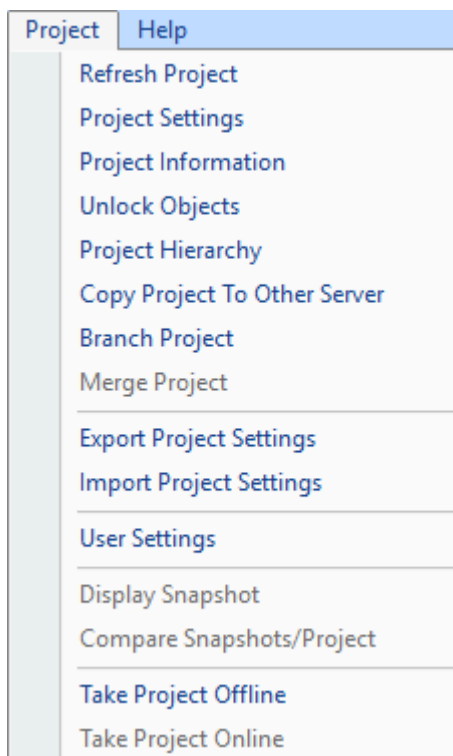 Project Help
Refresh Project
Project Settings
Project Information
Unlock Objects
Project Hierarchy
Copy Project To Other Server
Branch Project
Merge Project
Export Project Settings
Import Project Settings
User Settings
Display Snapshot
Compare Snapshots/Project
Take Project Offline
Take Project Online